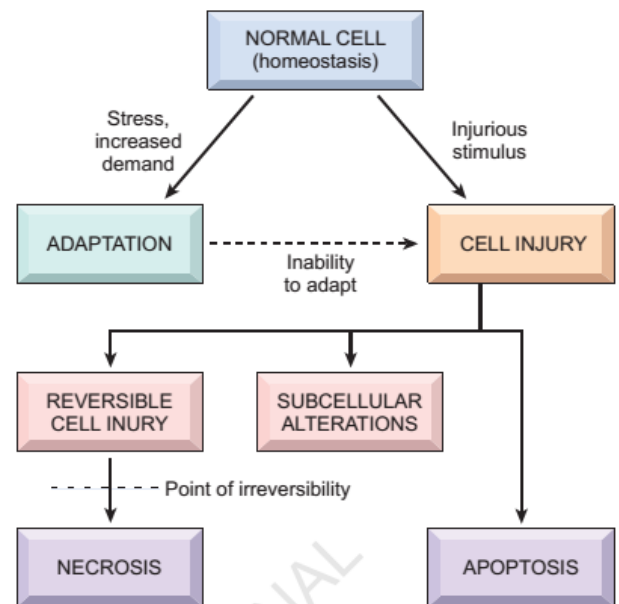 NORMAL CELL
(homeostasis)
Stress,
increased
demand
Injurious
stimulus
ADAPTATION
Inability
to adapt
CELL INJURY
REVERSIBLE
CELL INURY
SUBCELLULAR
ALTERATIONS
Point of irreversibility
NECROSIS
APOPTOSIS